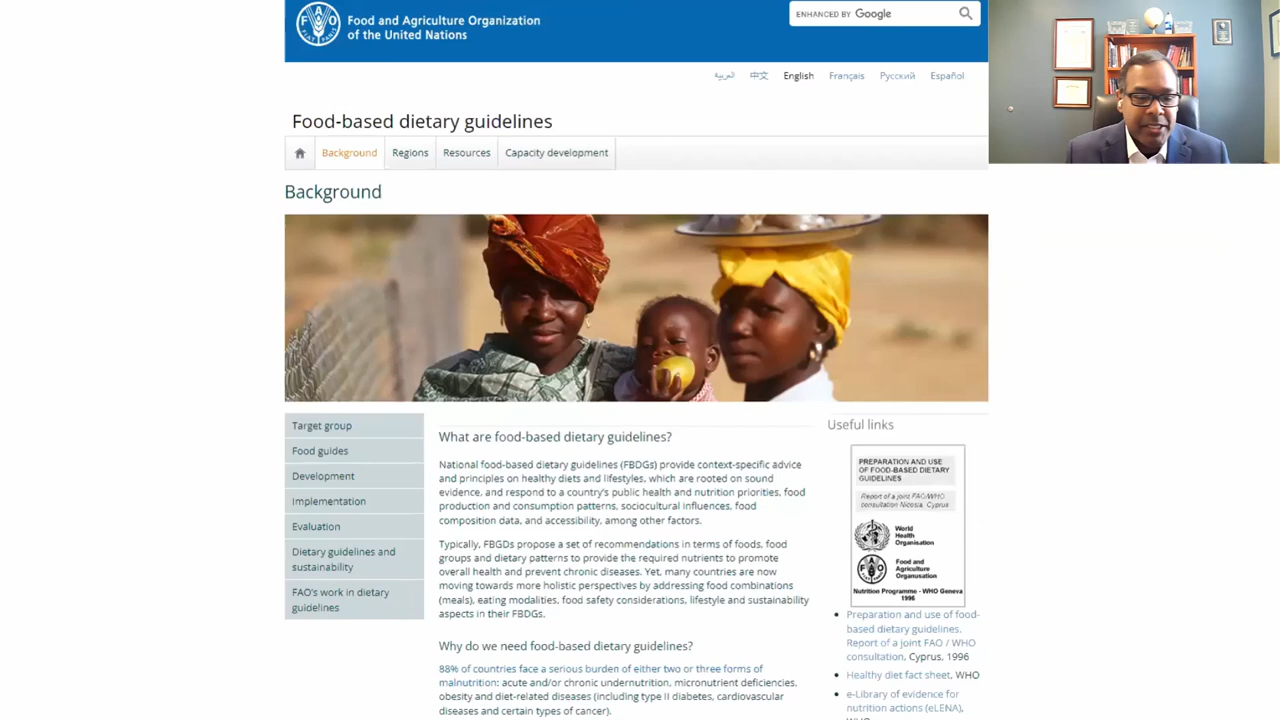 Food and Agriculture Organization
of the United Nations
ENHANCED BY Google
العربية 中文 English Français Русский Español
Food-based dietary guidelines
Background Regions Resources Capacity development
Background
Target group
Food guides
Development
Implementation
Evaluation
Dietary guidelines and
sustainability
FAO's work in dietary
guidelines
What are food-based dietary guidelines?
National food-based dietary guidelines (FBDGs) provide context-specific advice
and principles on healthy diets and lifestyles, which are rooted on sound
evidence, and respond to a country's public health and nutrition priorities, food
production and consumption patterns, sociocultural influences, food
composition data, and accessibility, among other factors.
Typically, FBGDs propose a set of recommendations in terms of foods, food
groups and dietary patterns to provide the required nutrients to promote
overall health and prevent chronic diseases. Yet, many countries are now
moving towards more holistic perspectives by addressing food combinations
(meals), eating modalities, food safety considerations, lifestyle and sustainability
aspects in their FBDGs.
Why do we need food-based dietary guidelines?
88% of countries face a serious burden of either two or three forms of
malnutrition: acute and/or chronic undernutrition, micronutrient deficiencies,
obesity and diet-related diseases (including type II diabetes, cardiovascular
diseases and certain types of cancer).
Useful links
PREPARATION AND USE
OF FOOD-BASED DIETARY
GUIDELINES
Report of a joint FAO/WHO
consultation Nicosia, Cyprus
World
Health
Organisation
Food and
Agriculture
Organisation
Nutrition Programme - WHO Geneva
1996
Preparation and use of food-
based dietary guidelines.
Report of a joint FAO / WHO
consultation, Cyprus, 1996
Healthy diet fact sheet, WHO
e-Library of evidence for
nutrition actions (eLENA),